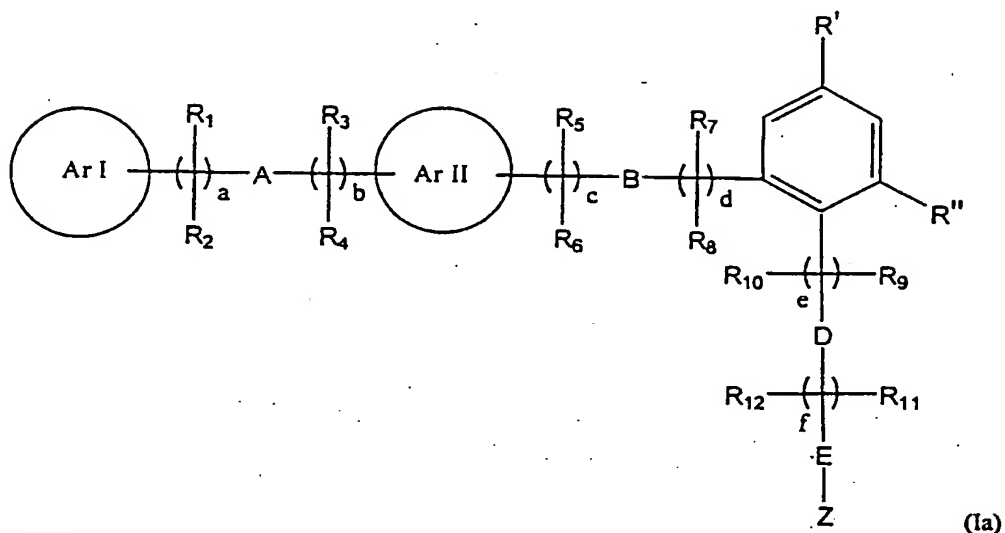 R'
R₁ R₃ R₅ R₇
Ar I ( ) a A ( ) b Ar II ( ) c B ( ) d
R₂ R₄ R₆ R₈ R"
R₁₀ ( ) e R₉
D
R₁₂ ( ) f R₁₁
E
Z
(Ia)